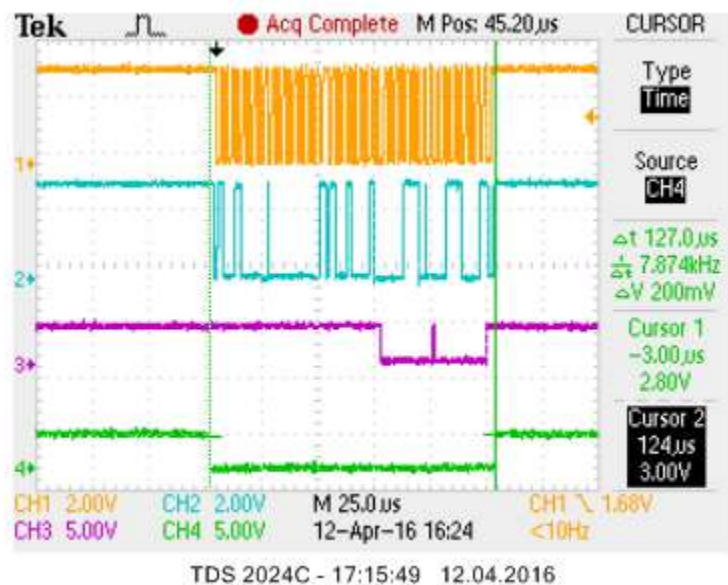 Tek Acq Complete M Pos: 45.20µs CURSOR
Type
Time
Source
CH4
Δt 127.0µs
1/Δt 7.874kHz
ΔV 200mV
Cursor 1
-3.00µs
2.80V
Cursor 2
124µs
3.00V
1
2
3
4
CH1 2.00V CH2 2.00V M 25.0µs CH1 \ 1.68V
CH3 5.00V CH4 5.00V 12-Apr-16 16:24 <10Hz
TDS 2024C - 17:15:49 12.04.2016